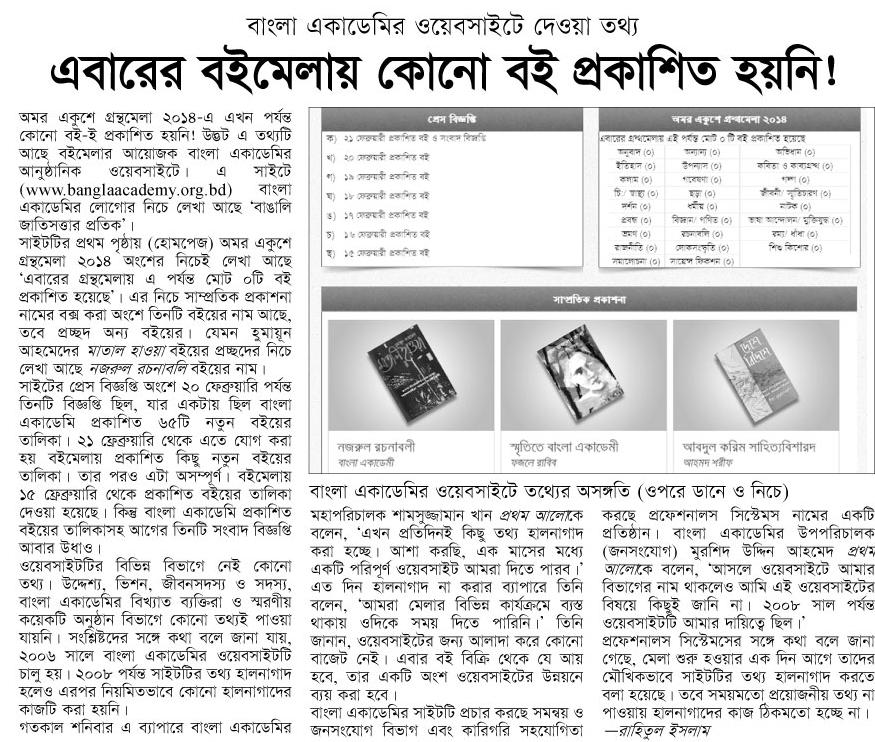 বাংলা একাডেমির ওয়েবসাইটে দেওয়া তথ্য
এবারের বইমেলায় কোনো বই প্রকাশিত হয়নি!
অমর একুশে গ্রন্থমেলা ২০১৪-এ এখন পর্যন্ত
কোনো বই-ই প্রকাশিত হয়নি! উদ্ভট এ তথ্যটি
আছে বইমেলার আয়োজক বাংলা একাডেমির
আনুষ্ঠানিক ওয়েবসাইটে। এ সাইটে
(www.banglaacademy.org.bd) বাংলা
একাডেমির লোগোর নিচে লেখা আছে ‘বাঙালি
জাতিসত্তার প্রতিক’।
সাইটটির প্রথম পৃষ্ঠায় (হোমপেজ) অমর একুশে
গ্রন্থমেলা ২০১৪ অংশের নিচেই লেখা আছে
‘এবারের গ্রন্থমেলায় এ পর্যন্ত মোট ০টি বই
প্রকাশিত হয়েছে’। এর নিচে সাম্প্রতিক প্রকাশনা
নামের বক্স করা অংশে তিনটি বইয়ের নাম আছে,
তবে প্রচ্ছদ অন্য বইয়ের। যেমন হুমায়ূন
আহমেদের মাতাল হাওয়া বইয়ের প্রচ্ছদের নিচে
লেখা আছে নজরুল রচনাবলি বইয়ের নাম।
সাইটের প্রেস বিজ্ঞপ্তি অংশে ২০ ফেব্রুয়ারি পর্যন্ত
তিনটি বিজ্ঞপ্তি ছিল, যার একটায় ছিল বাংলা
একাডেমি প্রকাশিত ৬৫টি নতুন বইয়ের
তালিকা। ২১ ফেব্রুয়ারি থেকে এতে যোগ করা
হয় বইমেলায় প্রকাশিত কিছু নতুন বইয়ের
তালিকা। তার পরও এটা অসম্পূর্ণ। বইমেলায়
১৫ ফেব্রুয়ারি থেকে প্রকাশিত বইয়ের তালিকা
দেওয়া হয়েছে। কিন্তু বাংলা একাডেমি প্রকাশিত
বইয়ের তালিকাসহ আগের তিনটি সংবাদ বিজ্ঞপ্তি
আবার উধাও।
ওয়েবসাইটটির বিভিন্ন বিভাগে নেই কোনো
তথ্য। উদ্দেশ্য, ভিশন, জীবনসদস্য ও সদস্য,
বাংলা একাডেমির বিখ্যাত ব্যক্তিরা ও স্মরণীয়
কয়েকটি অনুষ্ঠান বিভাগে কোনো তথ্যই পাওয়া
যায়নি। সংশ্লিষ্টদের সঙ্গে কথা বলে জানা যায়,
২০০৬ সালে বাংলা একাডেমির ওয়েবসাইটটি
চালু হয়। ২০০৮ পর্যন্ত সাইটটির তথ্য হালনাগাদ
হলেও এরপর নিয়মিতভাবে কোনো হালনাগাদের
কাজটি করা হয়নি।
গতকাল শনিবার এ ব্যাপারে বাংলা একাডেমির
প্রেস বিজ্ঞপ্তি
ক) ২১ ফেব্রুয়ারী প্রকাশিত বই ও সংবাদ বিজ্ঞপ্তি
খ) ২০ ফেব্রুয়ারী প্রকাশিত বই
গ) ১৯ ফেব্রুয়ারী প্রকাশিত বই
ঘ) ১৮ ফেব্রুয়ারী প্রকাশিত বই
ঙ) ১৭ ফেব্রুয়ারী প্রকাশিত বই
চ) ১৬ ফেব্রুয়ারী প্রকাশিত বই
ছ) ১৫ ফেব্রুয়ারী প্রকাশিত বই
অমর একুশে গ্রন্থমেলা ২০১৪
এবারের গ্রন্থমেলায় এই পর্যন্ত মোট ০ টি বই প্রকাশিত হয়েছে
অনুবাদ (০) অন্যান্য (০) অভিধান (০)
ইতিহাস (০) উপন্যাস (০) কবিতা ও কাব্যগ্রন্থ (০)
কলাম (০) গবেষণা (০) গল্প (০)
চি:/ স্বাস্থ্য (০) ছড়া (০) জীবনী/ স্মৃতিচারণ (০)
দর্শন (০) ধর্মীয় (০) নাটক (০)
প্রবন্ধ (০) বিজ্ঞান/ গণিত (০) ভাষা আন্দোলন/ মুক্তিযুদ্ধ (০)
ভ্রমণ (০) রচনাবলি (০) রম্য/ ধাঁধা (০)
রাজনীতি (০) লোকসংস্কৃতি (০) শিশু কিশোর (০)
সমালোচনা (০) সায়েন্স ফিকশন (০)
সাম্প্রতিক প্রকাশনা
নজরুল রচনাবলী
বাংলা একাডেমী
স্মৃতিতে বাংলা একাডেমী
ফজলে রাব্বি
আবদুল করিম সাহিত্যবিশারদ
আহমদ শরীফ
বাংলা একাডেমির ওয়েবসাইটে তথ্যের অসঙ্গতি (ওপরে ডানে ও নিচে)
মহাপরিচালক শামসুজ্জামান খান প্রথম আলোকে
বলেন, ‘এখন প্রতিদিনই কিছু তথ্য হালনাগাদ
করা হচ্ছে। আশা করছি, এক মাসের মধ্যে
একটি পরিপূর্ণ ওয়েবসাইট আমরা দিতে পারব।’
এত দিন হালনাগাদ না করার ব্যাপারে তিনি
বলেন, ‘আমরা মেলার বিভিন্ন কার্যক্রমে ব্যস্ত
থাকায় ওদিকে সময় দিতে পারিনি।’ তিনি
জানান, ওয়েবসাইটের জন্য আলাদা করে কোনো
বাজেট নেই। এবার বই বিক্রি থেকে যে আয়
হবে, তার একটি অংশ ওয়েবসাইটের উন্নয়নে
ব্যয় করা হবে।
বাংলা একাডেমির সাইটটি প্রচার করছে সমন্বয় ও
জনসংযোগ বিভাগ এবং কারিগরি সহযোগিতা
করছে প্রফেশনালস সিস্টেমস নামের একটি
প্রতিষ্ঠান। বাংলা একাডেমির উপপরিচালক
(জনসংযোগ) মুরশিদ উদ্দিন আহমেদ প্রথম
আলোকে বলেন, ‘আসলে ওয়েবসাইটে আমার
বিভাগের নাম থাকলেও আমি এই ওয়েবসাইটের
বিষয়ে কিছুই জানি না। ২০০৮ সাল পর্যন্ত
ওয়েবসাইটটি আমার দায়িত্বে ছিল।’
প্রফেশনালস সিস্টেমসের সঙ্গে কথা বলে জানা
গেছে, মেলা শুরু হওয়ার এক দিন আগে তাদের
মৌখিকভাবে সাইটটির তথ্য হালনাগাদ করতে
বলা হয়েছে। তবে সময়মতো প্রয়োজনীয় তথ্য না
পাওয়ায় হালনাগাদের কাজ ঠিকমতো হচ্ছে না।
—রাহিতুল ইসলাম